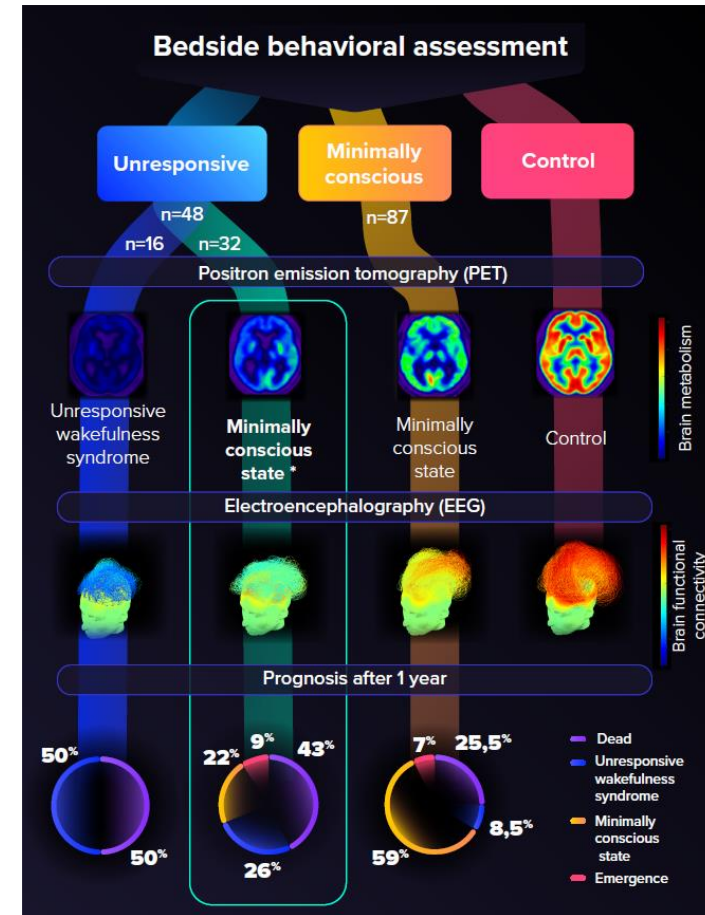 Bedside behavioral assessment
Unresponsive
Minimally
conscious
Control
n=48
n=16
n=32
n=87
Positron emission tomography (PET)
Unresponsive
wakefulness
syndrome
Minimally
conscious
state *
Minimally
conscious
state
Control
Brain metabolism
Electroencephalography (EEG)
Brain functional
connectivity
Prognosis after 1 year
50%
50%
22%
9%
43%
26%
7%
25,5%
8,5%
59%
Dead
Unresponsive
wakefulness
syndrome
Minimally
conscious
state
Emergence